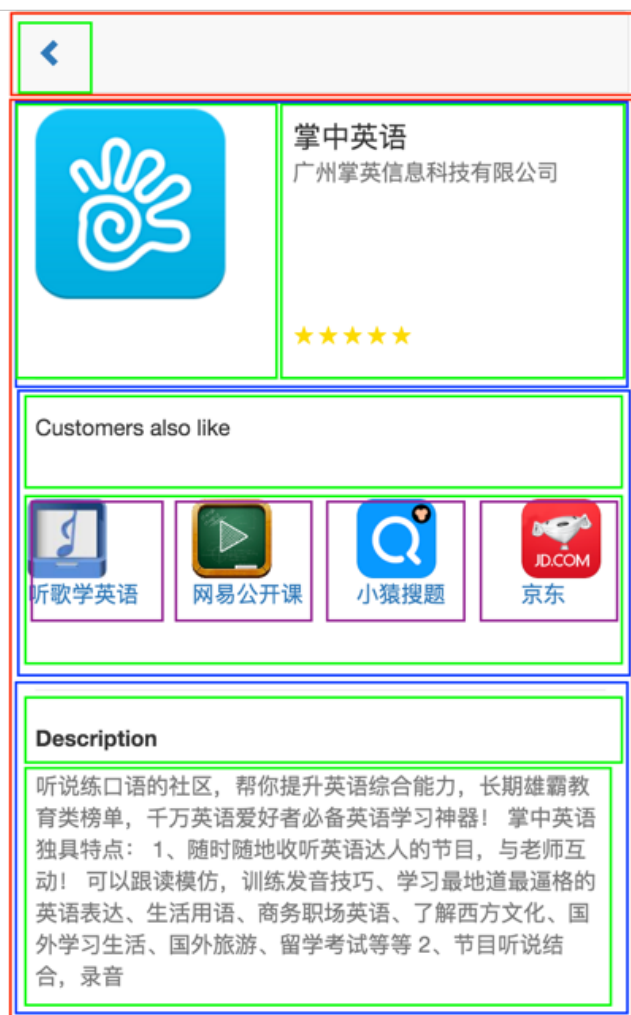 掌中英语
广州掌英信息科技有限公司
★★★★★
Customers also like
JD.COM
听歌学英语
网易公开课
小猿搜题
京东
Description
听说练口语的社区，帮你提升英语综合能力，长期雄霸教
育类榜单，千万英语爱好者必备英语学习神器！ 掌中英语
独具特点： 1、随时随地收听英语达人的节目，与老师互
动！ 可以跟读模仿，训练发音技巧、学习最地道最逼格的
英语表达、生活用语、商务职场英语、了解西方文化、国
外学习生活、国外旅游、留学考试等等 2、节目听说结
合，录音